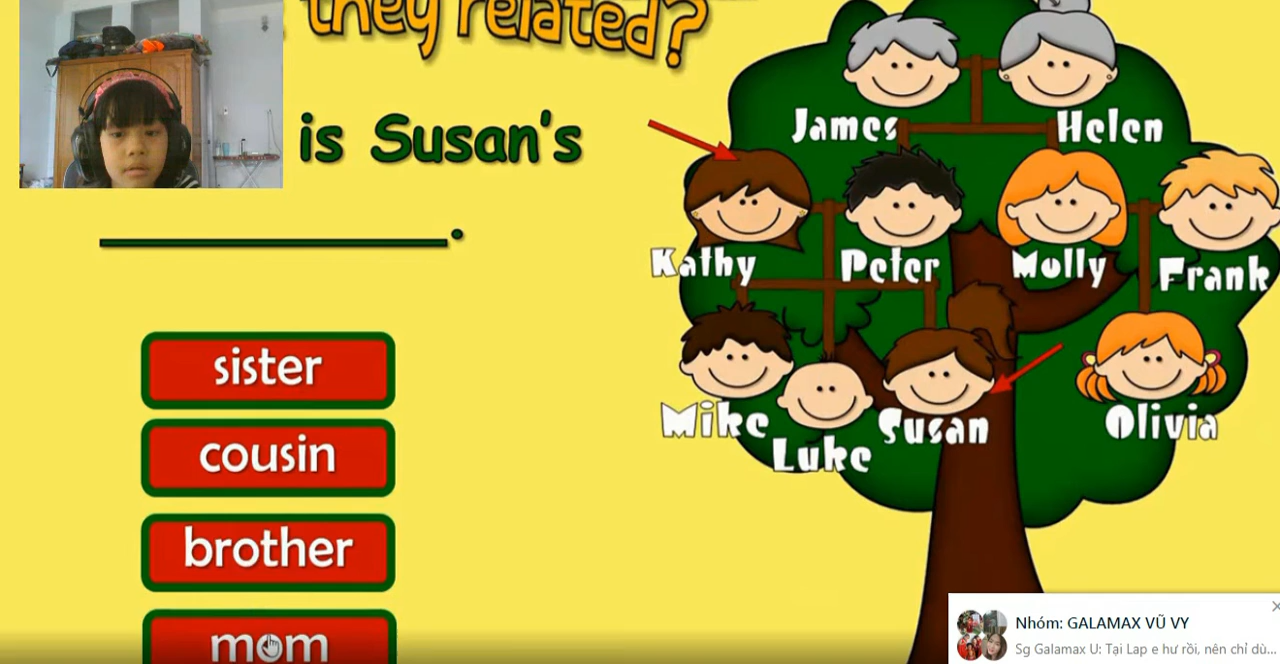 they related?
is Susan's
.
sister
cousin
brother
mom
James
Helen
Kathy
Peter
Molly
Frank
Mike
Luke
Susan
Olivia
Nhóm: GALAMAX VŨ VY
Sg Galamax U: Tại Lap e hư rồi, nên chỉ dù...